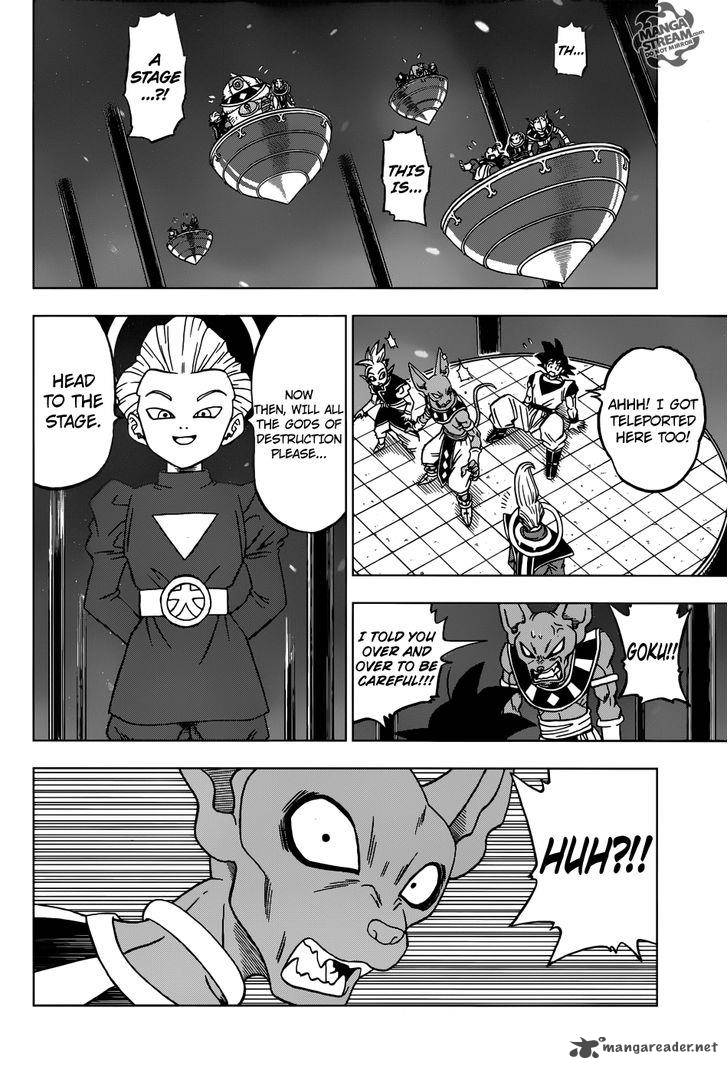 MANGA
STREAM.COM
DO NOT MIRROR
TH...
A
STAGE
...?!
THIS
IS...
AHHH! I GOT
TELEPORTED
HERE TOO!
NOW
THEN, WILL ALL
THE GODS OF
DESTRUCTION
PLEASE...
HEAD
TO THE
STAGE.
大
GOKU!!
I TOLD
YOU OVER
AND OVER
TO BE
CAREFUL!!!
HUH?!!
mangareader.net